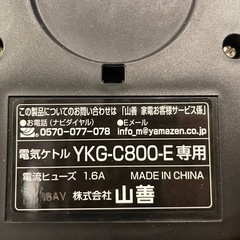 この製品についてのお問い合わせは「山善 家電お客様サービス係」
●お電話(ナビダイヤル) ●Eメール
0570-077-078 info_m@yamazen.co.jp
電気ケトル YKG-C800-E専用
電流ヒューズ 1.6A MADE IN CHINA
株式会社 山善